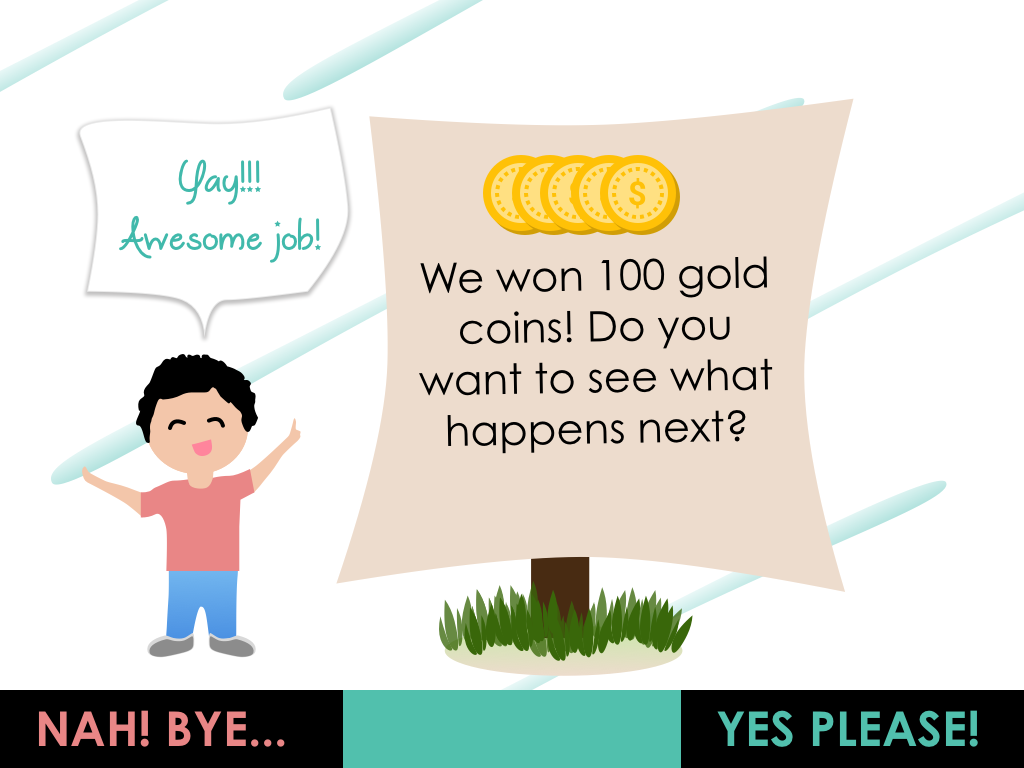 Yay!!!
Awesome job!
$
We won 100 gold
coins! Do you
want to see what
happens next?
NAH! BYE...
YES PLEASE!